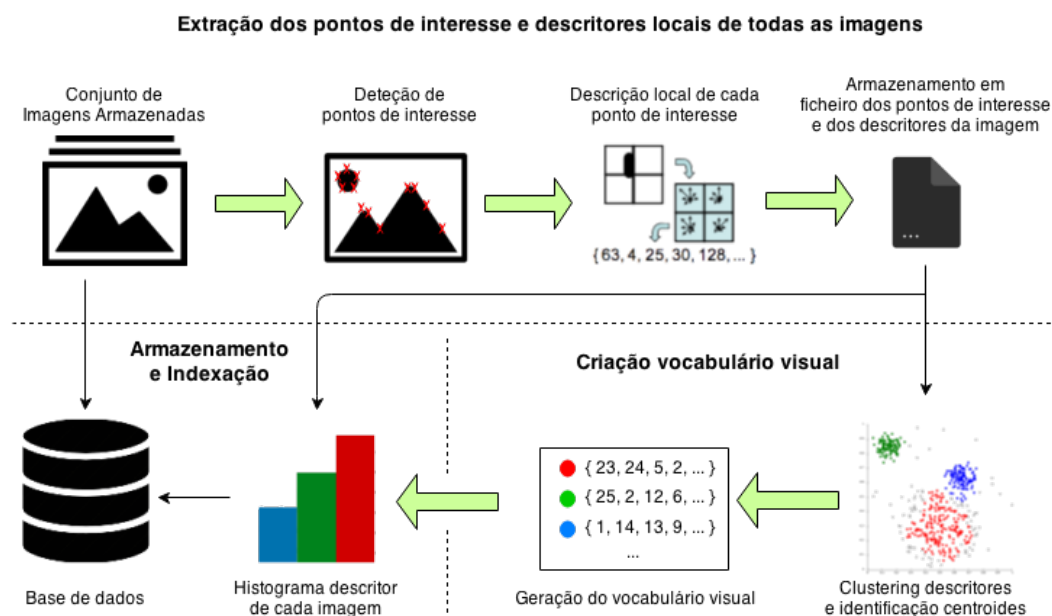 Extração dos pontos de interesse e descritores locais de todas as imagens
Conjunto de
Imagens Armazenadas
Deteção de
pontos de interesse
Descrição local de cada
ponto de interesse
Armazenamento em
ficheiro dos pontos de interesse
e dos descritores da imagem
{ 63, 4, 25, 30, 128, ... }
...
Armazenamento
e Indexação
Criação vocabulário visual
{ 23, 24, 5, 2, ... }
{ 25, 2, 12, 6, ... }
{ 1, 14, 13, 9, ... }
...
Base de dados
Histograma descritor
de cada imagem
Geração do vocabulário visual
Clustering descritores
e identificação centroides